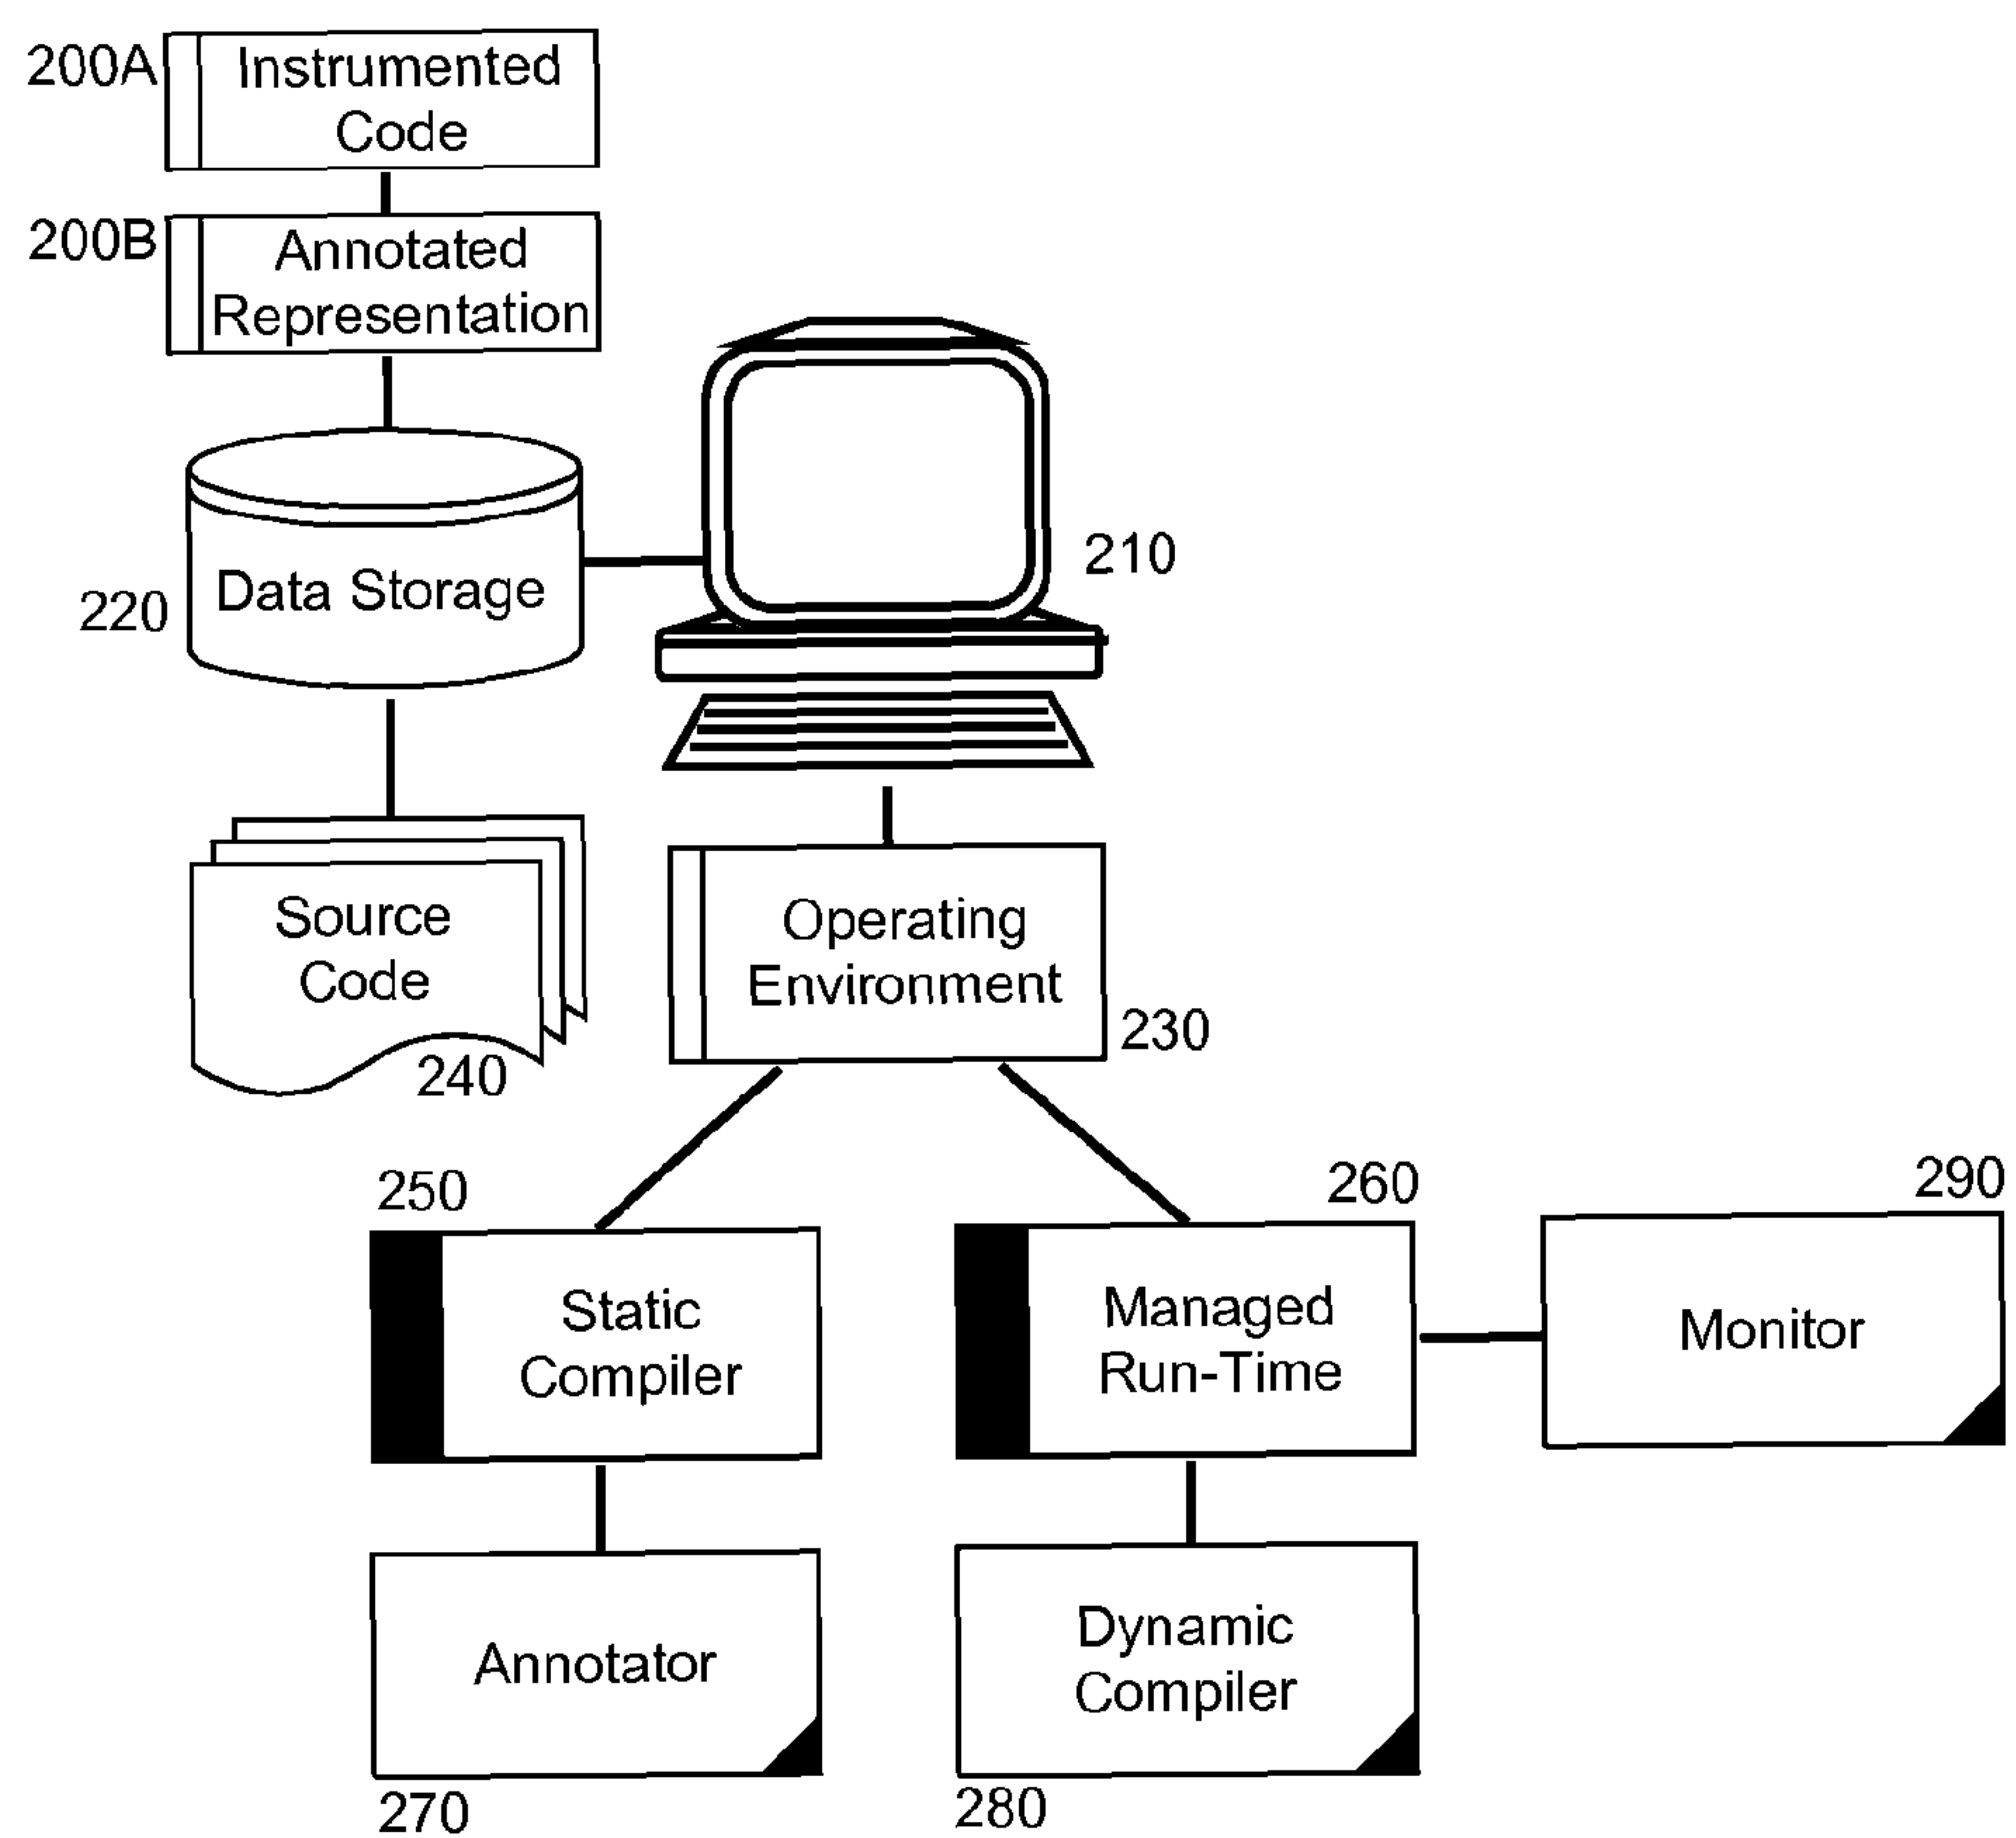 200A
Instrumented
Code
200B
Annotated
Representation
210
220
Data Storage
Source
Code
240
Operating
Environment
230
250
Static
Compiler
260
Managed
Run-Time
290
Monitor
Annotator
270
Dynamic
Compiler
280